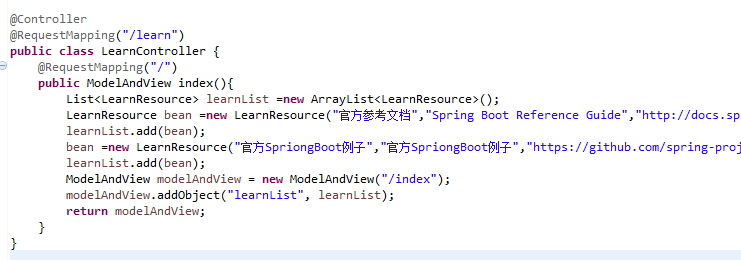 @Controller
@RequestMapping("/learn")
public class LearnController {
@RequestMapping("/")
public ModelAndView index(){
List<LearnResource> learnList =new ArrayList<LearnResource>();
LearnResource bean =new LearnResource("官方参考文档","Spring Boot Reference Guide","http://docs.sp
learnList.add(bean);
bean =new LearnResource("官方SpriongBoot例子","官方SpriongBoot例子","https://github.com/spring-proj
learnList.add(bean);
ModelAndView modelAndView = new ModelAndView("/index");
modelAndView.addObject("learnList", learnList);
return modelAndView;
}
}